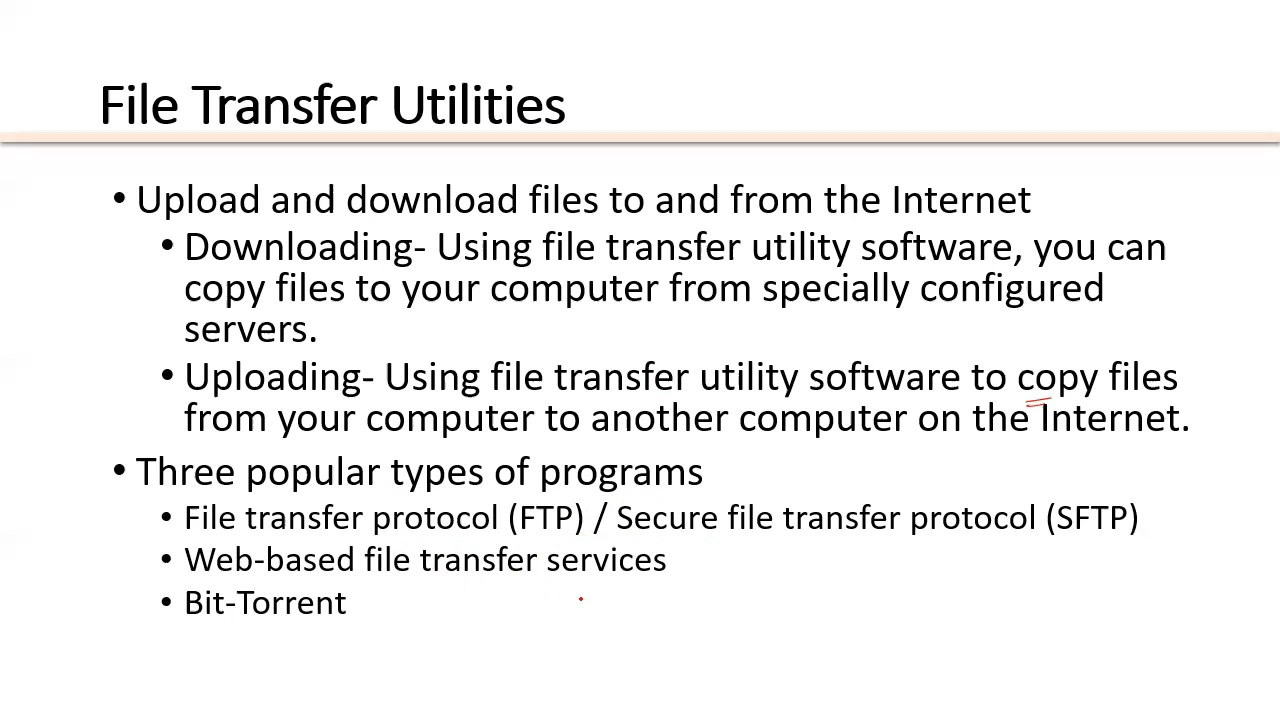 File Transfer Utilities
• Upload and download files to and from the Internet
• Downloading- Using file transfer utility software, you can
copy files to your computer from specially configured
servers.
• Uploading- Using file transfer utility software to copy files
from your computer to another computer on the Internet.
• Three popular types of programs
• File transfer protocol (FTP) / Secure file transfer protocol (SFTP)
• Web-based file transfer services
• Bit-Torrent